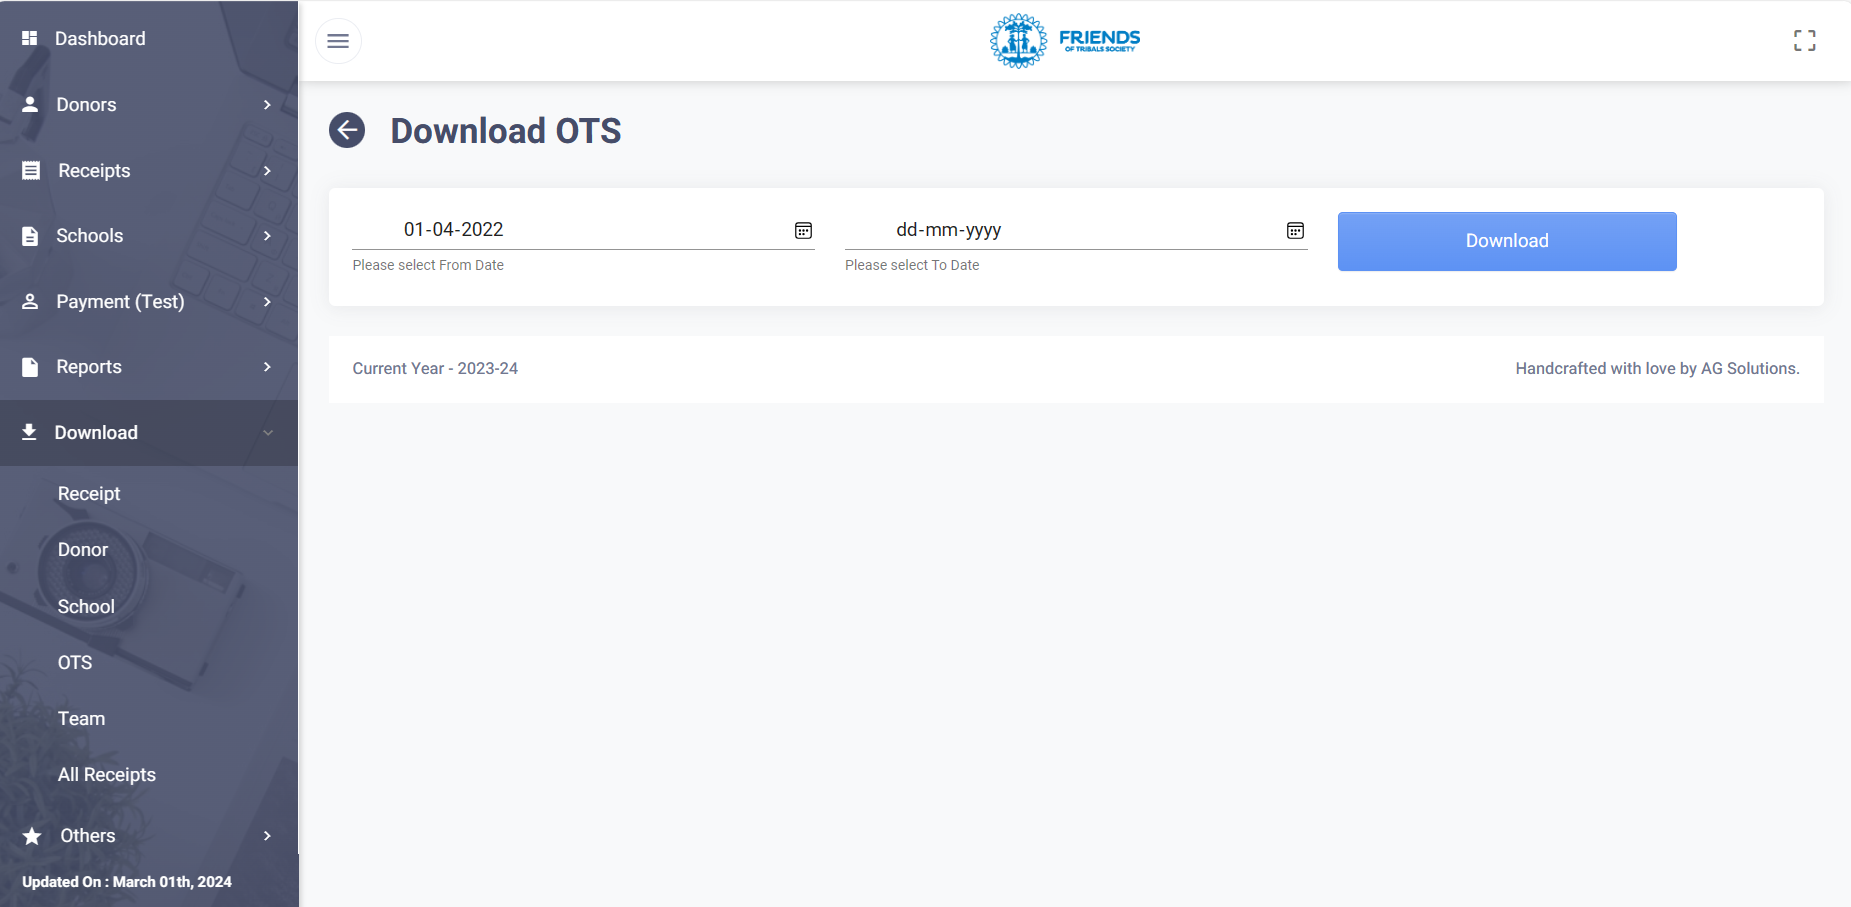 Dashboard
Donors
Receipts
Schools
Payment (Test)
Reports
Download
Receipt
Donor
School
OTS
Team
All Receipts
Others
Updated On : March 01th, 2024
FRIENDS
OF TRIBALS SOCIETY
Download OTS
01-04-2022
Please select From Date
dd-mm-yyyy
Please select To Date
Download
Current Year - 2023-24
Handcrafted with love by AG Solutions.